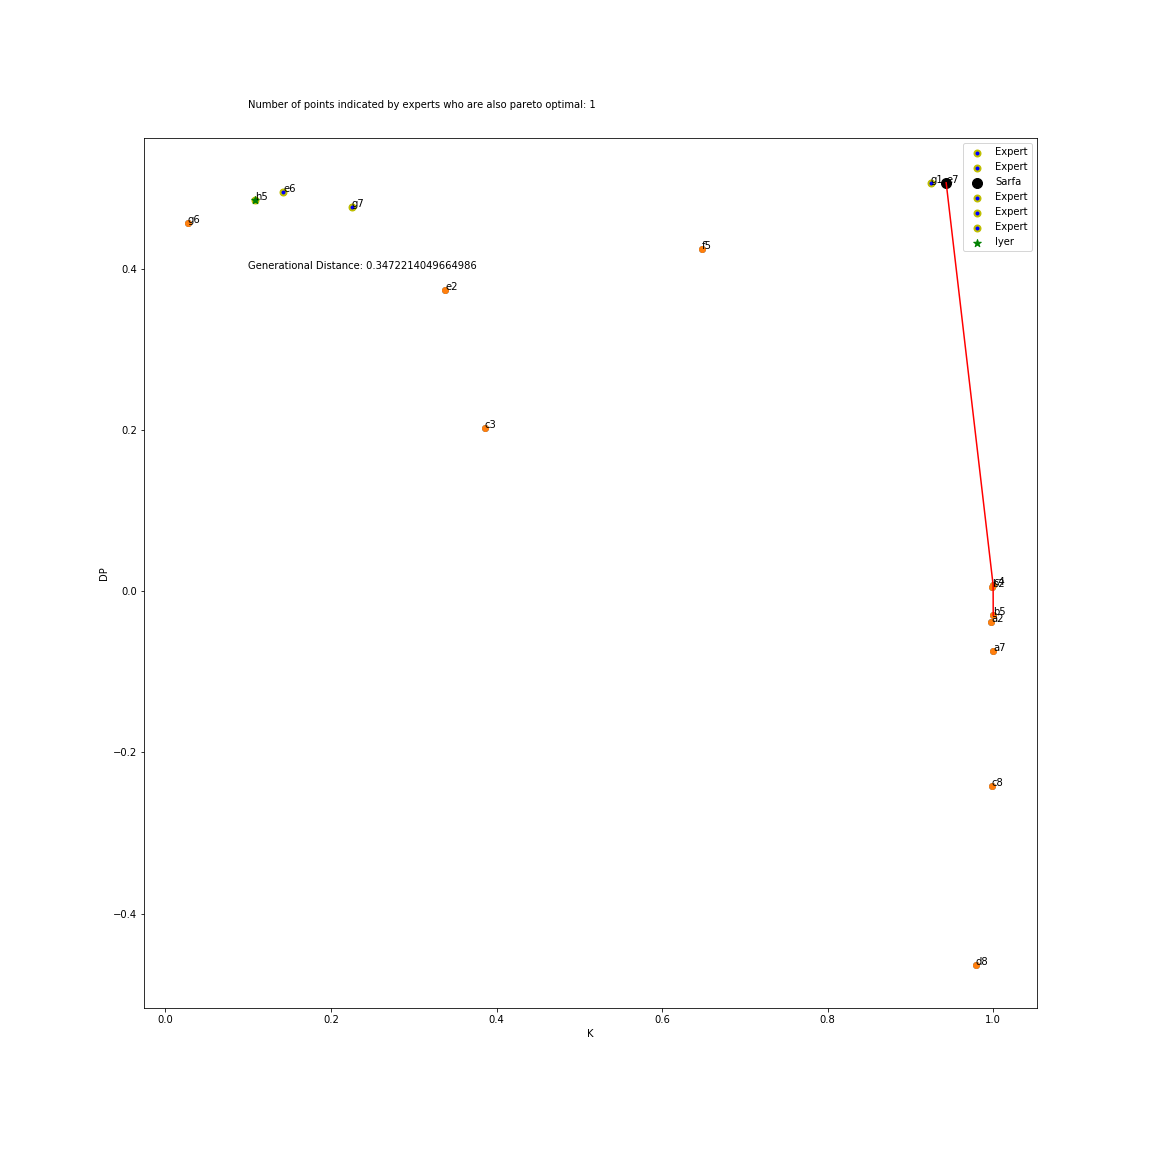 Number of points indicated by experts who are also pareto optimal: 1
Expert
Expert
Sarfa
Expert
Expert
Expert
Iyer
g1
e7
e6
h5
g7
g6
f5
Generational Distance: 0.3472214049664986
e2
c3
b5
a2
a7
c8
d8
0.4
0.2
0.0
−0.2
−0.4
DP
0.0
0.2
0.4
0.6
0.8
1.0
K